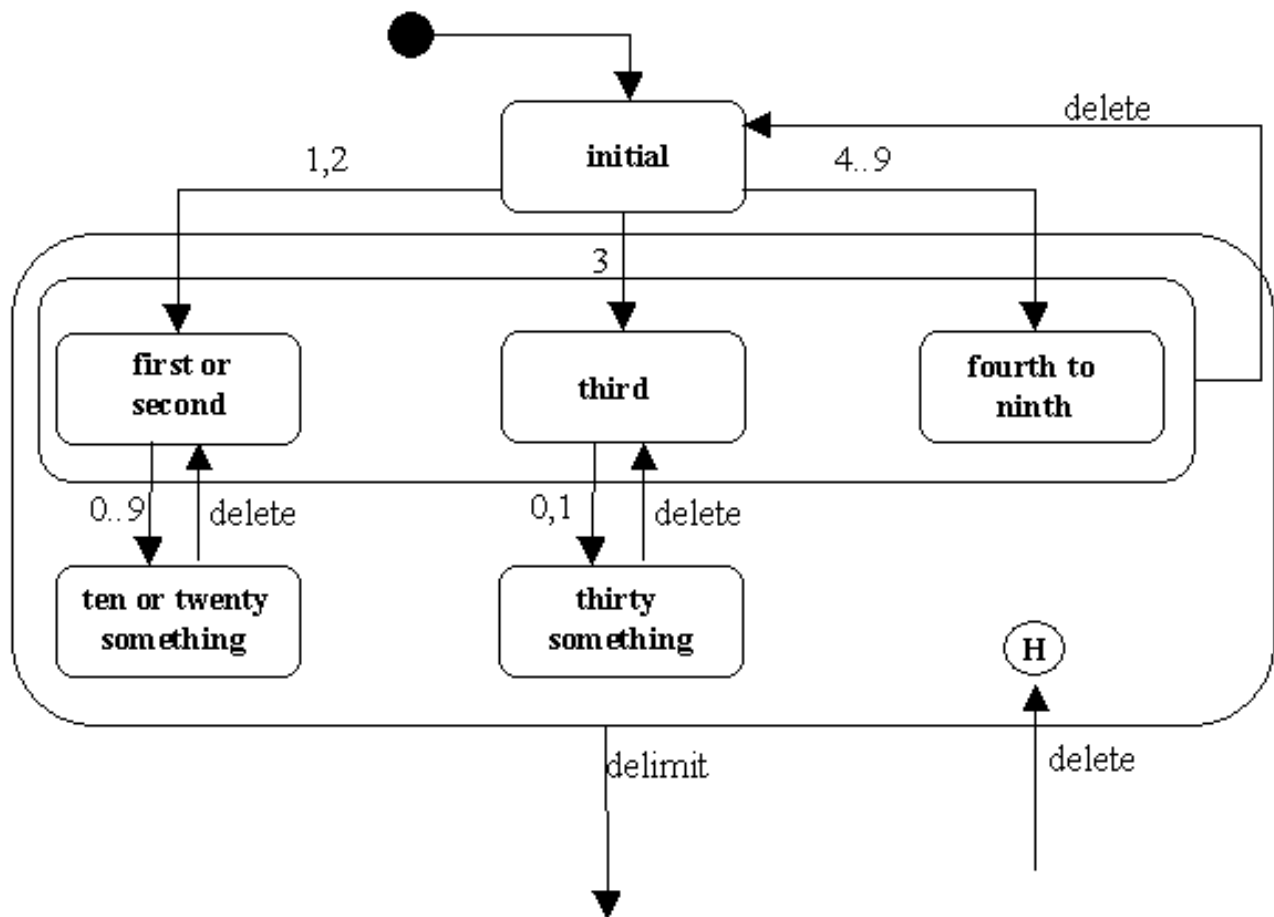 delete
initial
1,2
4..9
3
first or
second
third
fourth to
ninth
0..9
delete
0,1
delete
ten or twenty
something
thirty
something
H
delimit
delete